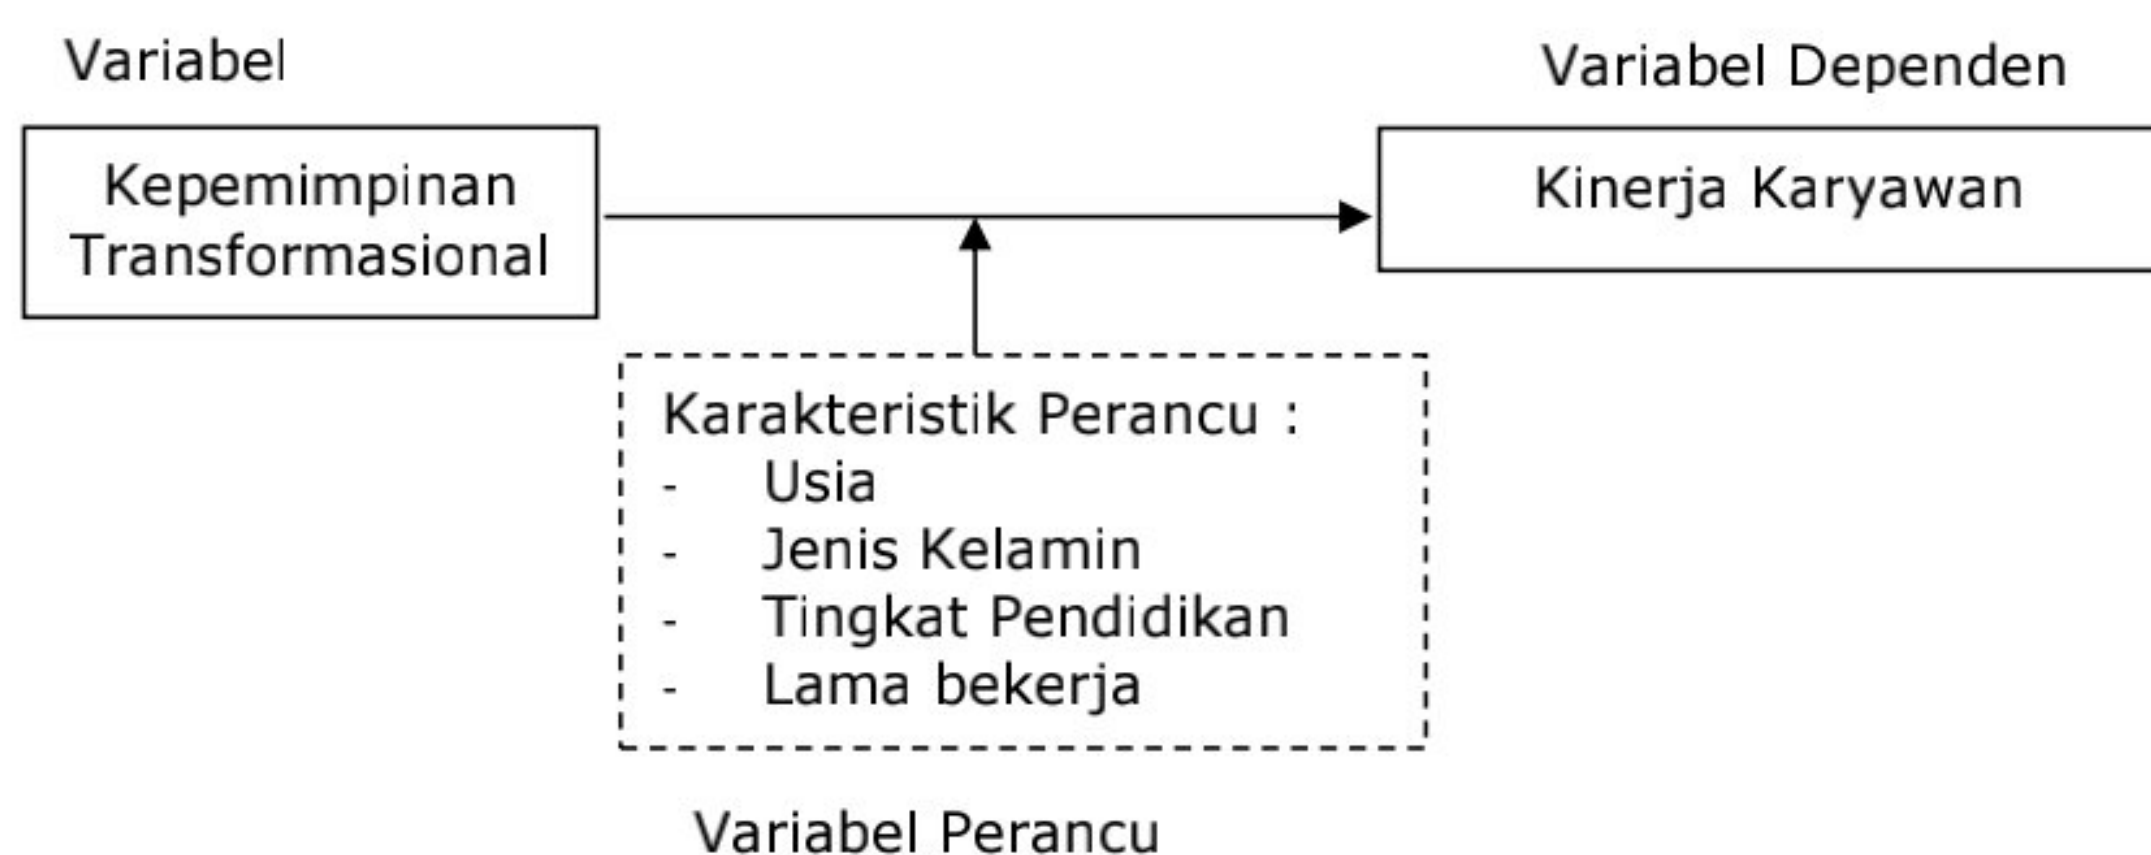 Variabel
Variabel Dependen
Kepemimpinan
Transformasional
Kinerja Karyawan
Karakteristik Perancu :
- Usia
- Jenis Kelamin
- Tingkat Pendidikan
- Lama bekerja
Variabel Perancu